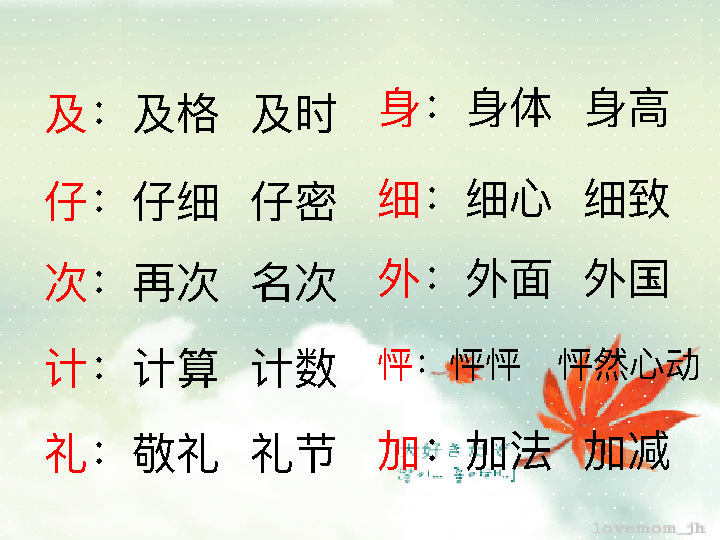 及：及格 及时
身：身体 身高
仔：仔细 仔密
细：细心 细致
次：再次 名次
外：外面 外国
计：计算 计数
怦：怦怦 怦然心动
礼：敬礼 礼节
加：加法 加减
lovemom_jh